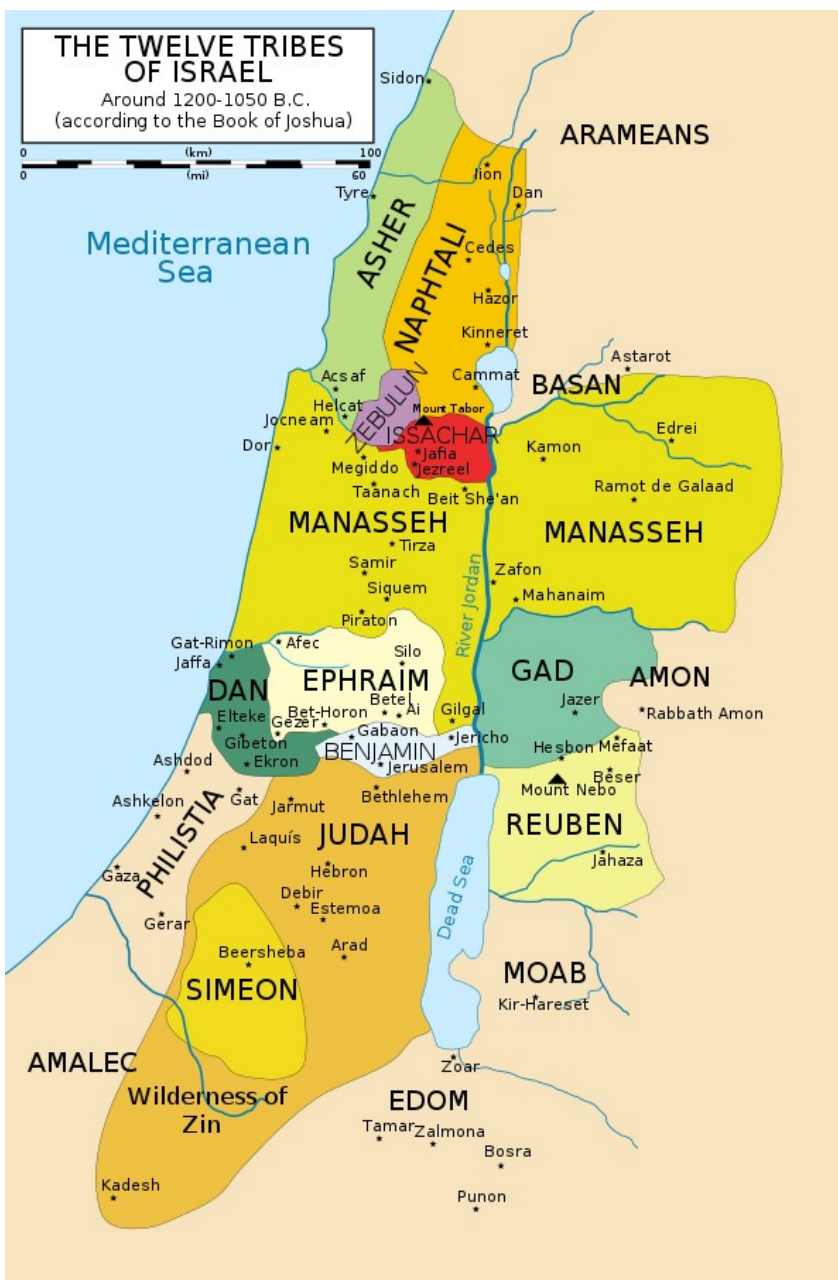 THE TWELVE TRIBES
OF ISRAEL
Around 1200-1050 B.C.
(according to the Book of Joshua)
0 (km) 100
0 (mi) 60
Sidon
ARAMEANS
Iion
Dan
Tyre
ASHER
NAPHTALI
Mediterranean
Sea
Cedes
Hazor
Kinneret
Astarot
BASAN
Acsaf
Cammat
ZEBULUN
Helcat
Mount Tabor
Jocneam
ISSACHAR
Edrei
Dor
Jafia
Kamon
Megiddo
Jezreel
Taanach
Beit She'an
Ramot de Galaad
MANASSEH
MANASSEH
Tirza
Samir
Zafon
Siquem
River Jordan
Mahanaim
Piraton
Gat-Rimon
Afec
Silo
Jaffa
DAN
EPHRAIM
GAD
AMON
Betel
Jazer
Elteke
Bet-Horon
Ai
Gilgal
Rabbath Amon
Gezer
Gabaon
Jericho
Gibeton
BENJAMIN
Hesbon
Mefaat
Ekron
Jerusalem
Ashdod
Beser
Mount Nebo
Gat
Bethlehem
Ashkelon
Jarmut
PHILISTIA
JUDAH
REUBEN
Laquís
Jahaza
Gaza
Hebron
Dead Sea
Debir
Estemoa
Gerar
Arad
Beersheba
MOAB
SIMEON
Kir-Hareset
AMALEC
Zoar
Wilderness of
Zin
EDOM
Tamar
Zalmona
Bosra
Kadesh
Punon